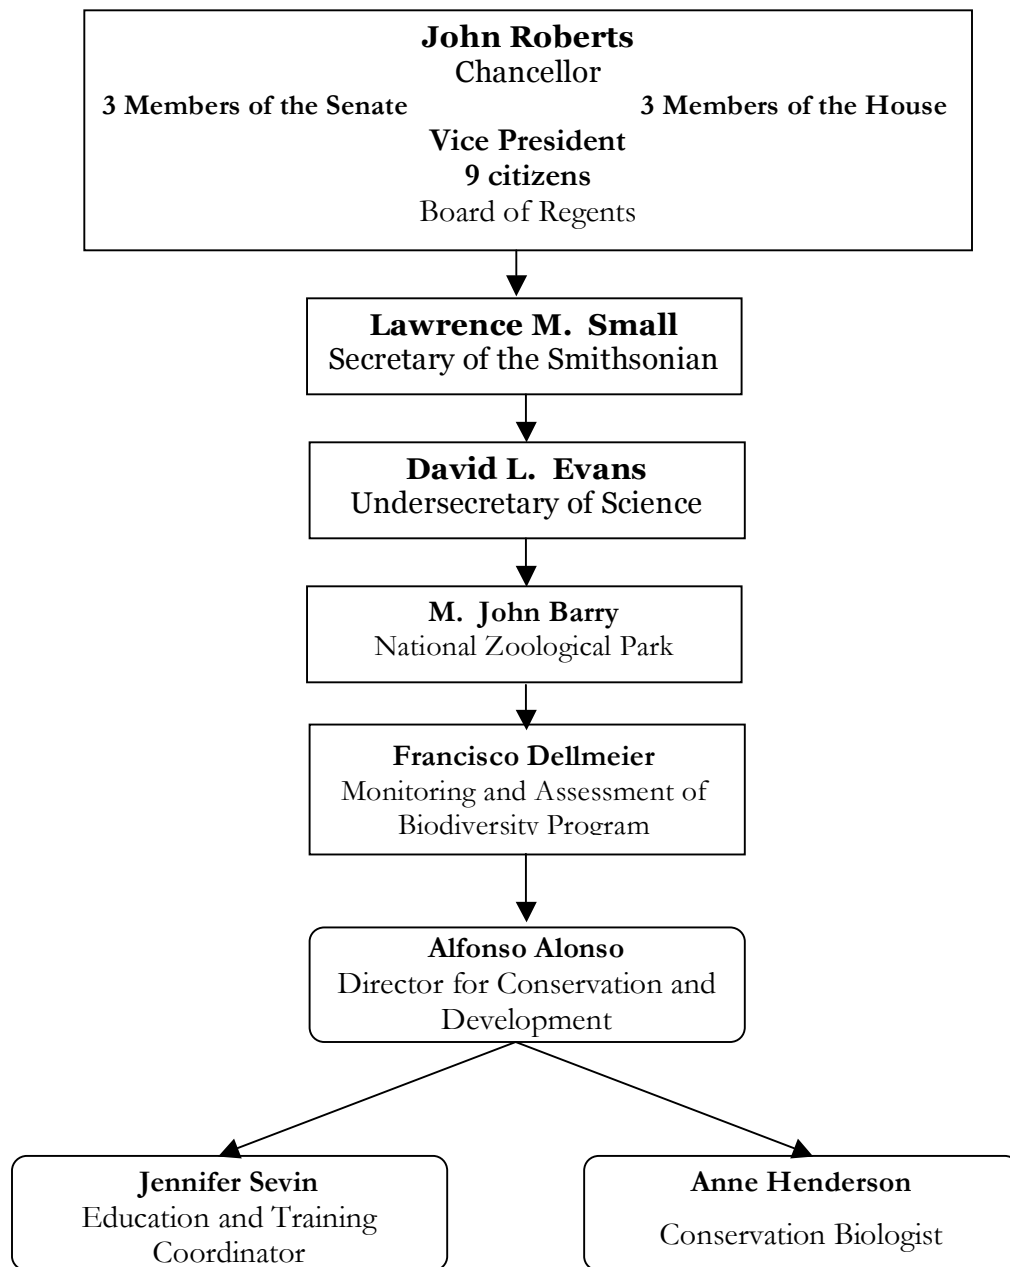 John Roberts
Chancellor
3 Members of the Senate 3 Members of the House
Vice President
9 citizens
Board of Regents
Lawrence M. Small
Secretary of the Smithsonian
David L. Evans
Undersecretary of Science
M. John Barry
National Zoological Park
Francisco Dellmeier
Monitoring and Assessment of
Biodiversity Program
Alfonso Alonso
Director for Conservation and
Development
Jennifer Sevin
Education and Training
Coordinator
Anne Henderson
Conservation Biologist